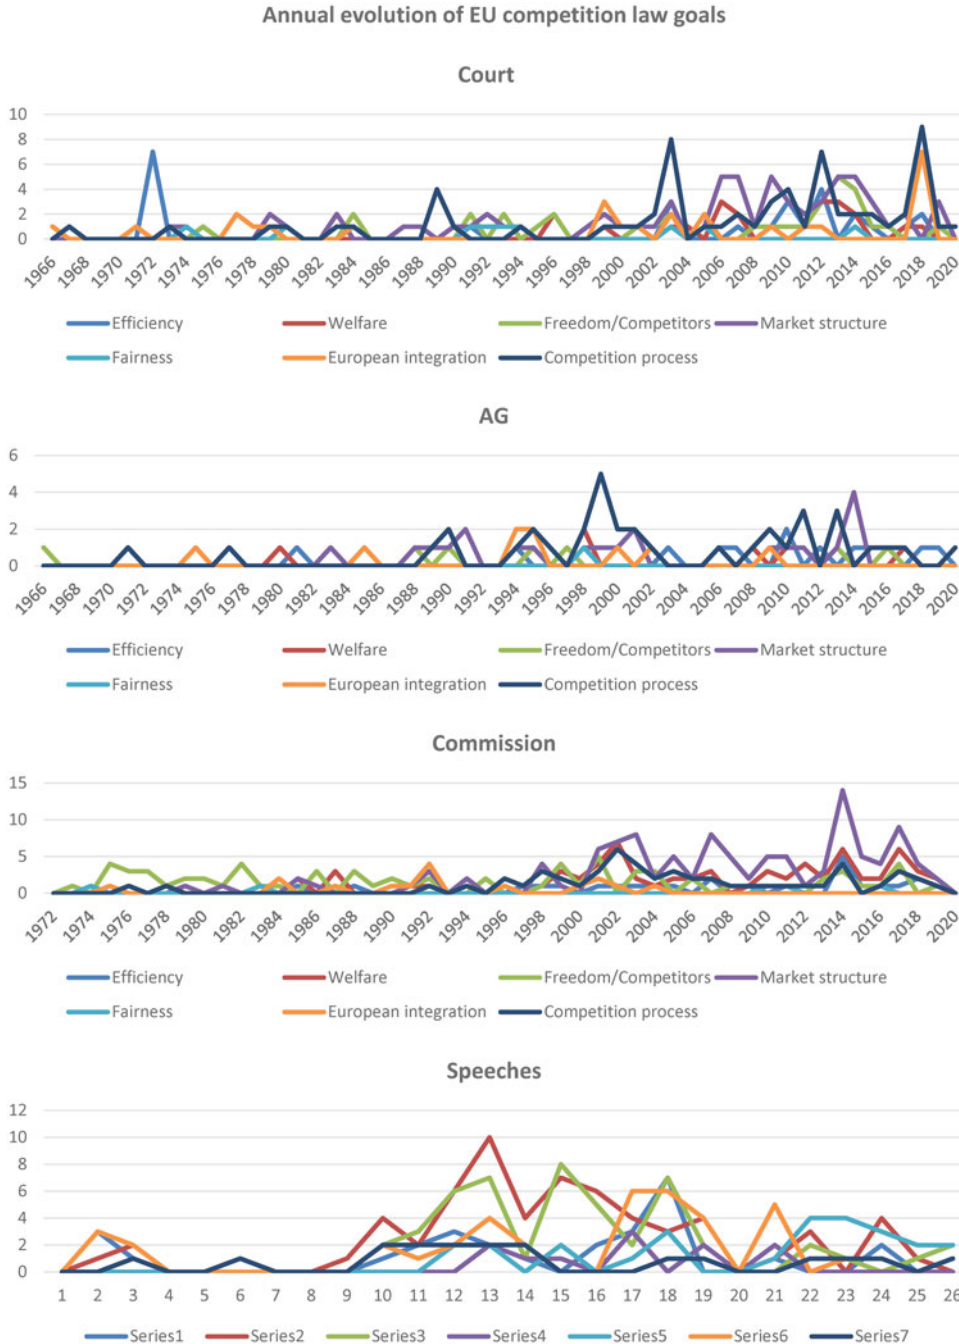 Annual evolution of EU competition law goals
Court
10
8
6
4
2
0
1966 1968 1970 1972 1974 1976 1978 1980 1982 1984 1986 1988 1990 1992 1994 1996 1998 2000 2002 2004 2006 2008 2010 2012 2014 2016 2018 2020
Efficiency Welfare Freedom/Competitors Market structure
Fairness European integration Competition process
AG
6
4
2
0
1966 1968 1970 1972 1974 1976 1978 1980 1982 1984 1986 1988 1990 1992 1994 1996 1998 2000 2002 2004 2006 2008 2010 2012 2014 2016 2018 2020
Efficiency Welfare Freedom/Competitors Market structure
Fairness European integration Competition process
Commission
15
10
5
0
1972 1974 1976 1978 1980 1982 1984 1986 1988 1990 1992 1994 1996 1998 2000 2002 2004 2006 2008 2010 2012 2014 2016 2018 2020
Efficiency Welfare Freedom/Competitors Market structure
Fairness European integration Competition process
Speeches
12
10
8
6
4
2
0
1 2 3 4 5 6 7 8 9 10 11 12 13 14 15 16 17 18 19 20 21 22 23 24 25 26
Series1 Series2 Series3 Series4 Series5 Series6 Series7